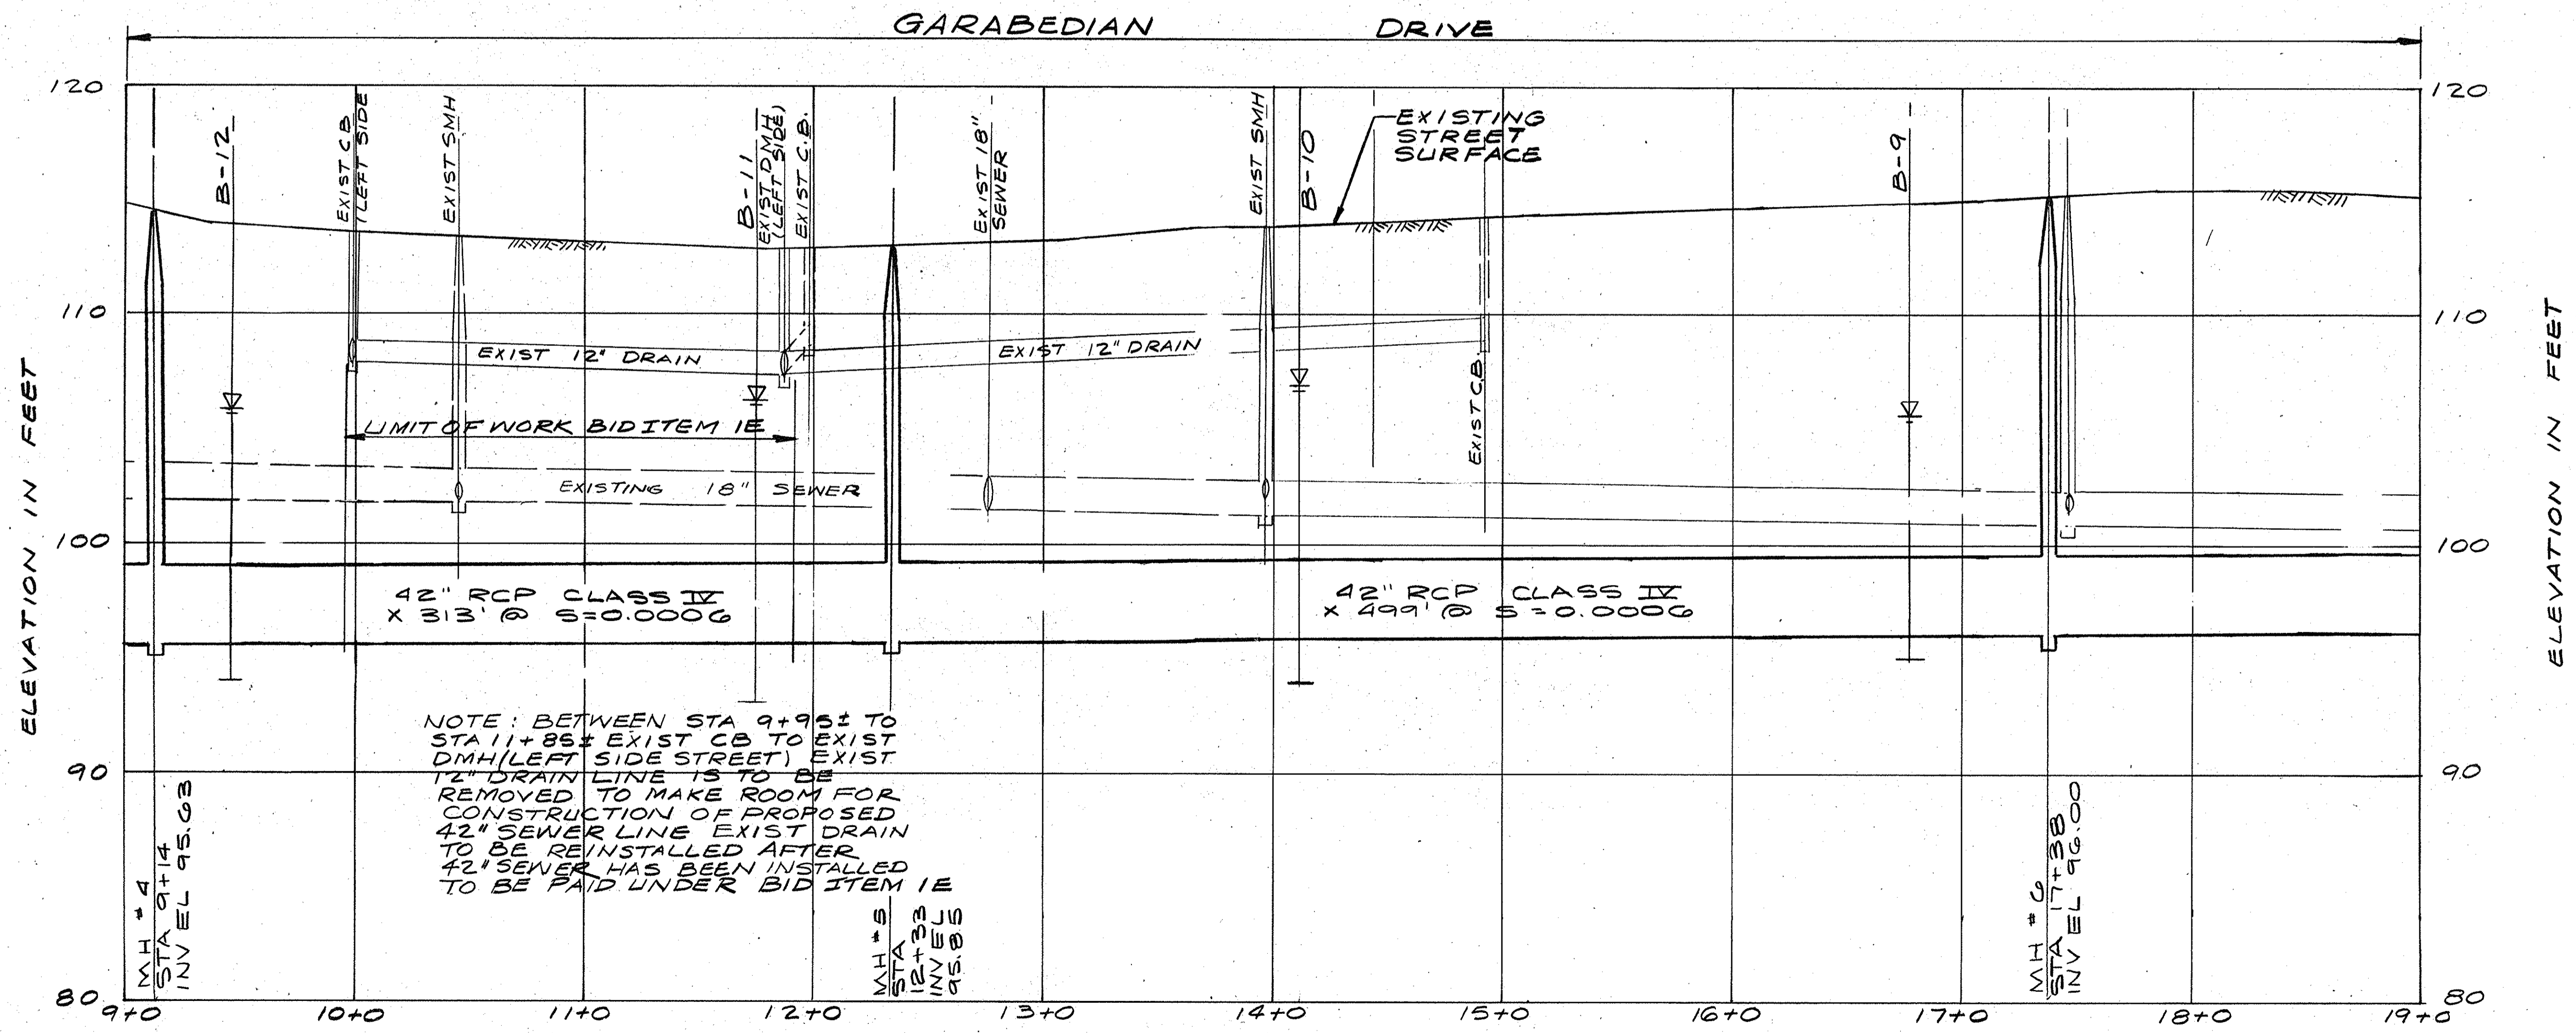 GARABEDIAN DRIVE
120
120
110
110
100
100
90
90
80
80
ELEVATION IN FEET
ELEVATION IN FEET
B-12
EXIST CB
(LEFT SIDE
EXIST SMH
B-11
EXIST DMH
(LEFT SIDE)
EXIST C.B.
EXIST 18"
SEWER
EXIST SMH
B-10
EXISTING
STREET
SURFACE
B-9
EXIST 12" DRAIN
EXIST 12" DRAIN
EXIST C.B.
LIMIT OF WORK BID ITEM 1E
EXISTING 18" SEWER
42" RCP CLASS IV
x 313' @ S=0.0006
42" RCP CLASS IV
x 499' @ S=0.0006
NOTE: BETWEEN STA 9+95± TO
STA 11+85± EXIST CB TO EXIST
DMH(LEFT SIDE STREET) EXIST
12" DRAIN LINE IS TO BE
REMOVED TO MAKE ROOM FOR
CONSTRUCTION OF PROPOSED
42" SEWER LINE EXIST DRAIN
TO BE REINSTALLED AFTER
42" SEWER HAS BEEN INSTALLED
TO BE PAID UNDER BID ITEM 1E
MH #4
STA 9+14
INV EL 95.63
MH #5
STA
12+33
INV EL
95.85
MH #6
STA 17+38
INV EL 96.00
9+0
10+0
11+0
12+0
13+0
14+0
15+0
16+0
17+0
18+0
19+0